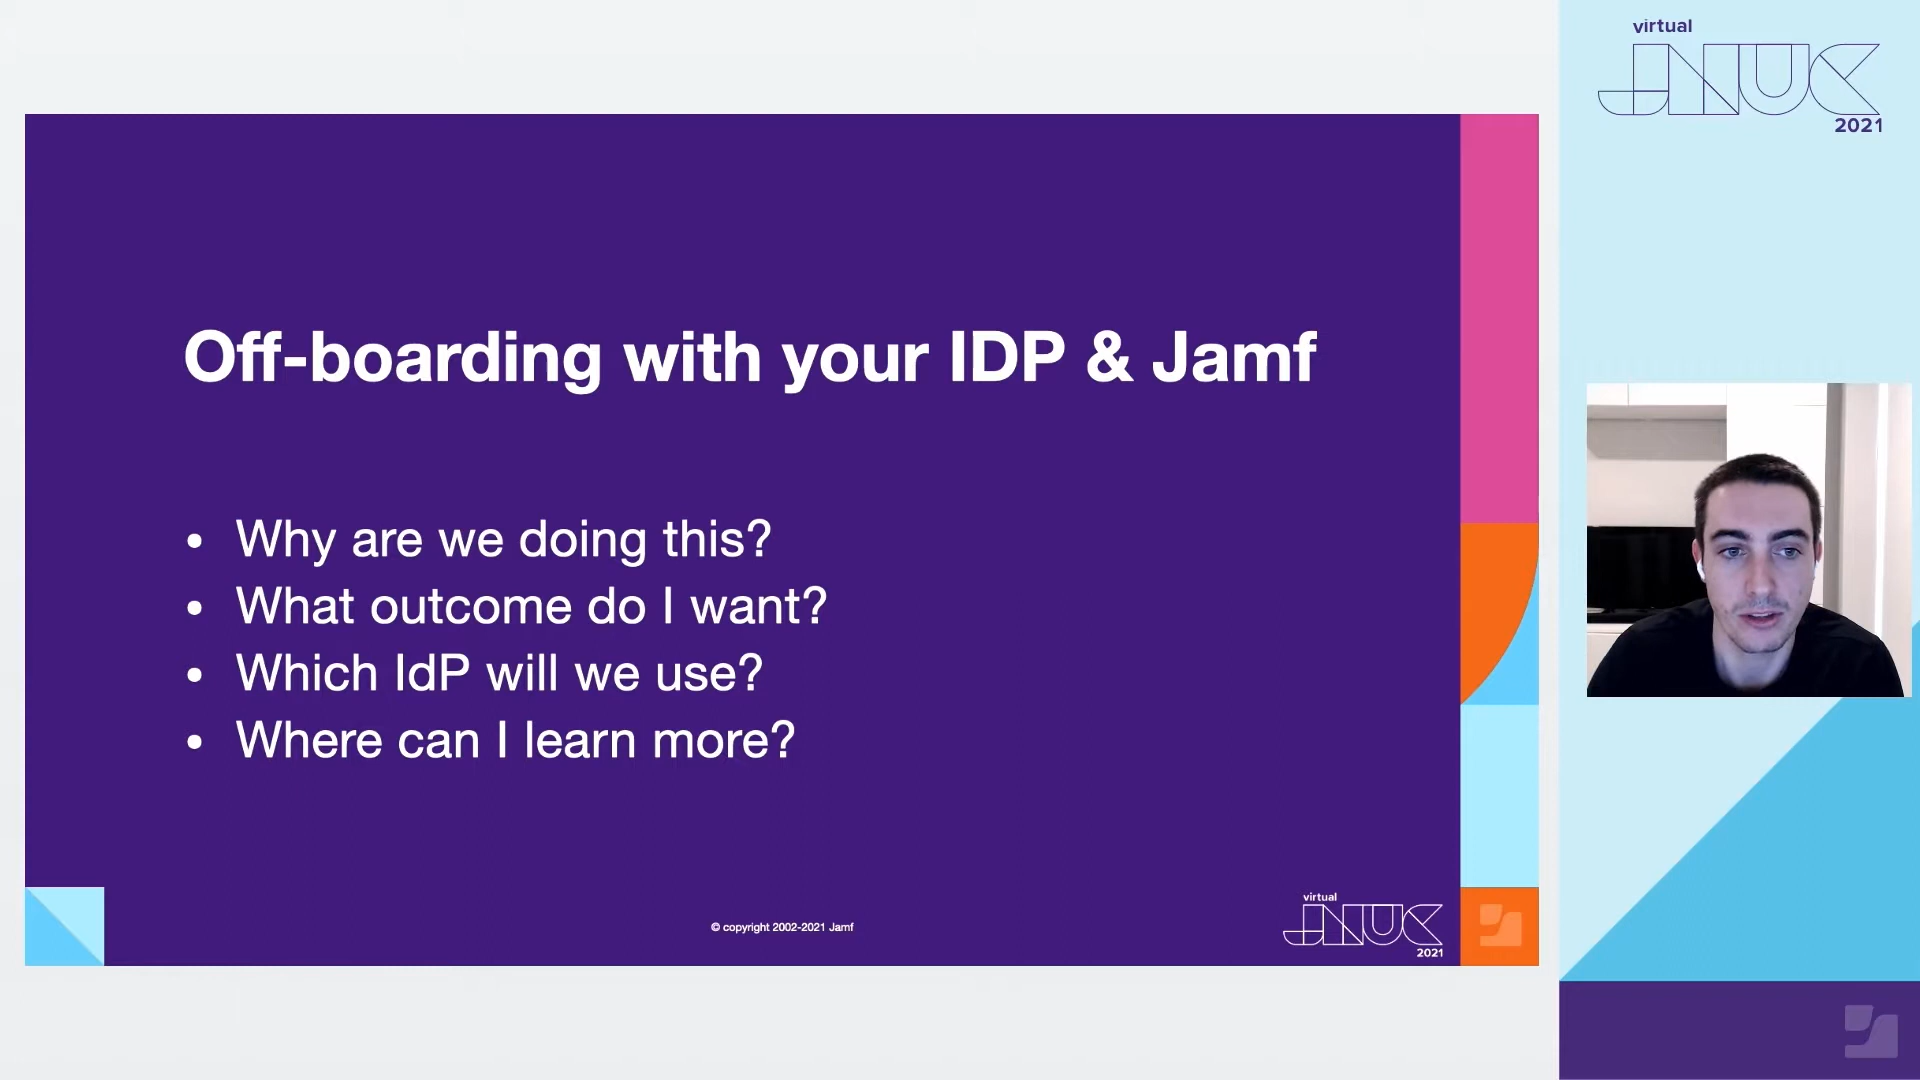 Off-boarding with your IDP & Jamf
• Why are we doing this?
• What outcome do I want?
• Which IdP will we use?
• Where can I learn more?
© copyright 2002-2021 Jamf
virtual
JNUC
2021
virtual
JNUC
2021